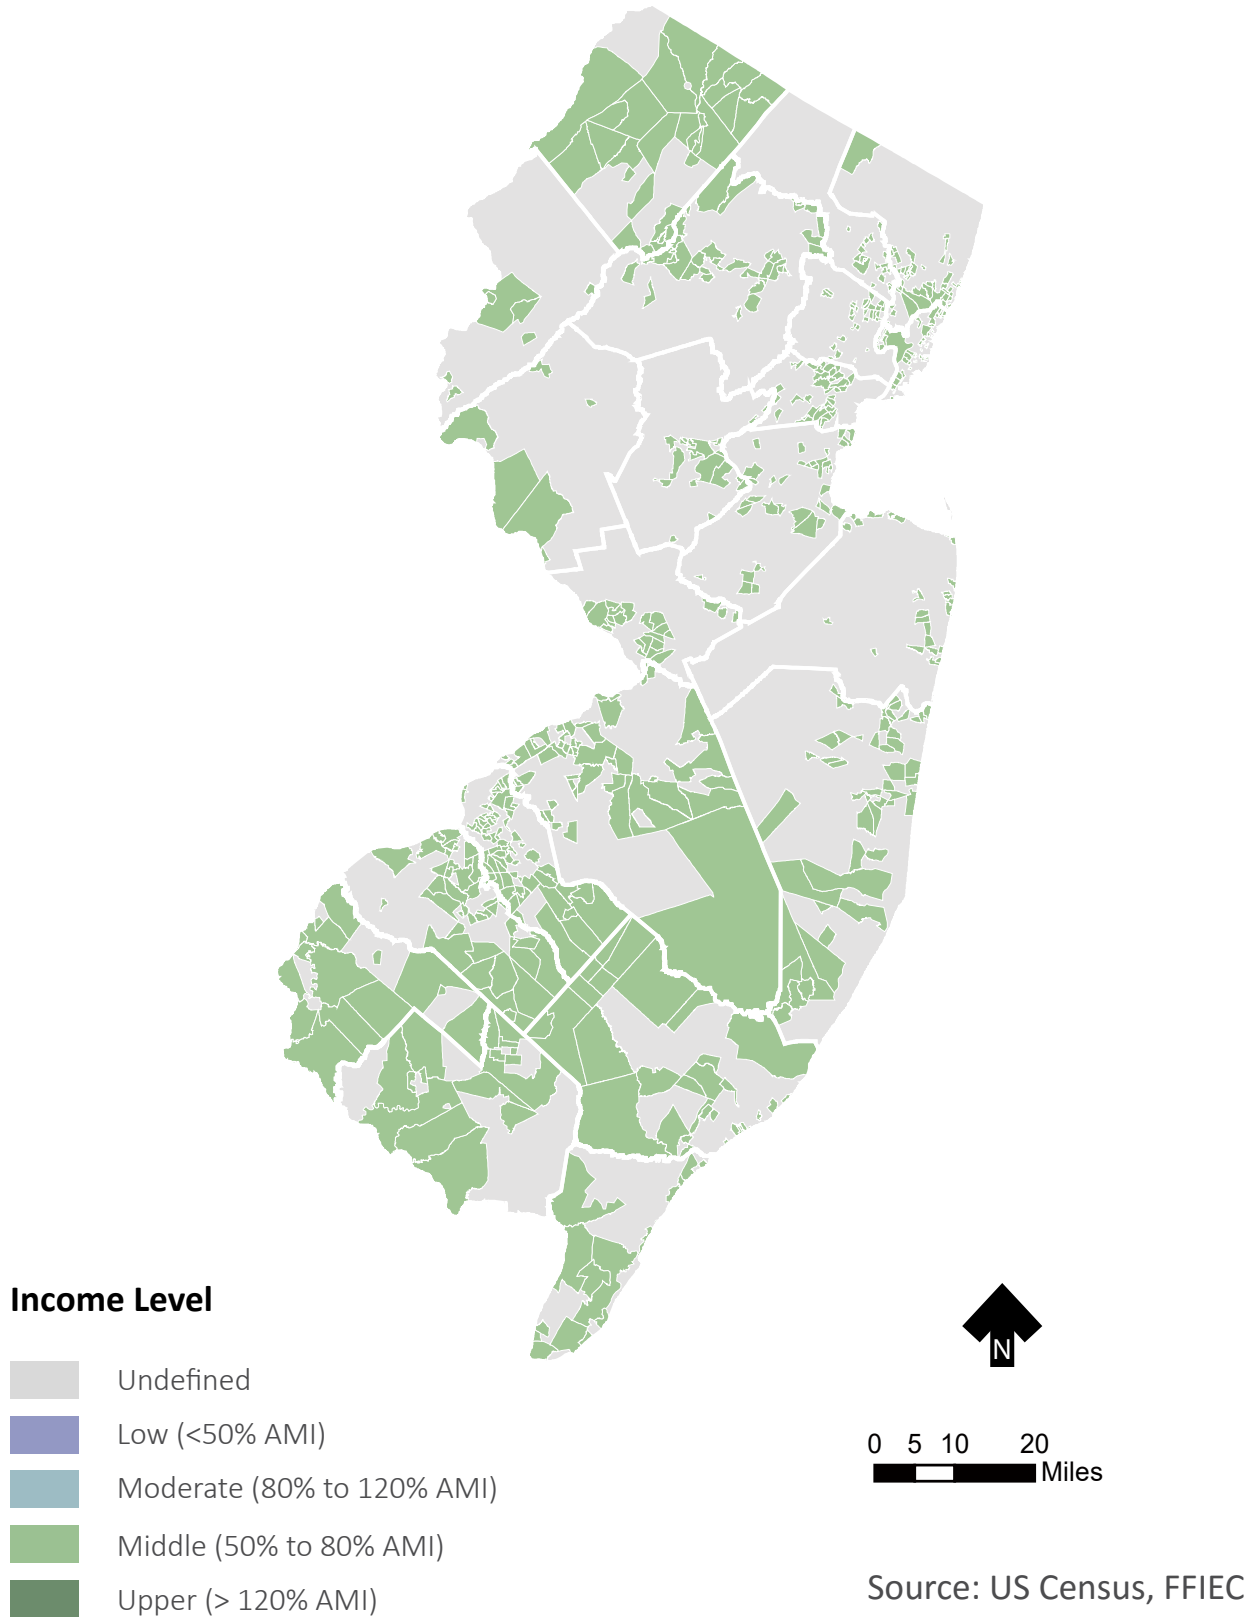 Income Level
Undefined
Low (<50% AMI)
Moderate (80% to 120% AMI)
Middle (50% to 80% AMI)
Upper (> 120% AMI)
N
0 5 10 20
Miles
Source: US Census, FFIEC